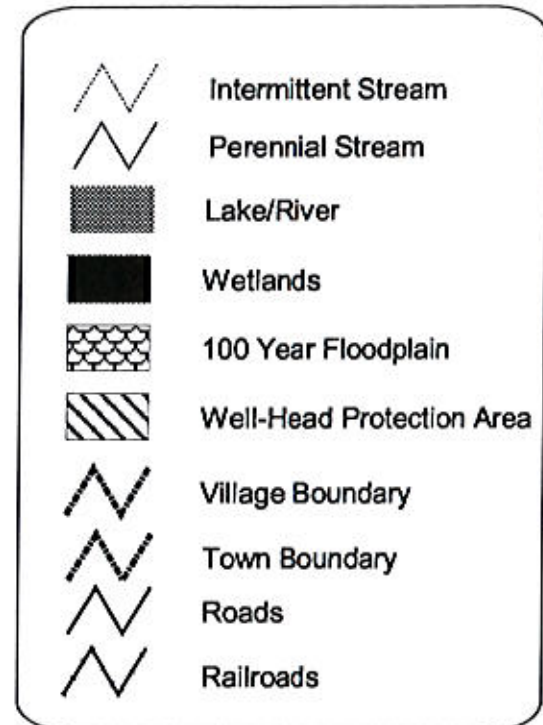 Intermittent Stream
Perennial Stream
Lake/River
Wetlands
100 Year Floodplain
Well-Head Protection Area
Village Boundary
Town Boundary
Roads
Railroads